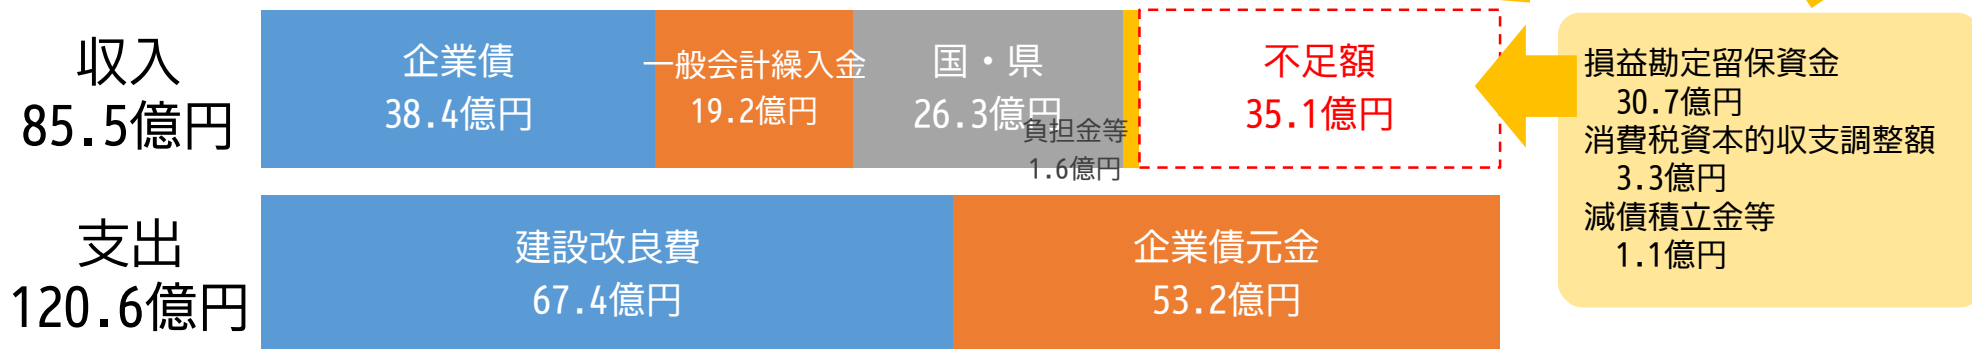 収入
85.5億円
企業債
38.4億円
一般会計繰入金
19.2億円
国・県
26.3億円
負担金等
1.6億円
不足額
35.1億円
損益勘定留保資金
30.7億円
消費税資本的収支調整額
3.3億円
減債積立金等
1.1億円
支出
120.6億円
建設改良費
67.4億円
企業債元金
53.2億円